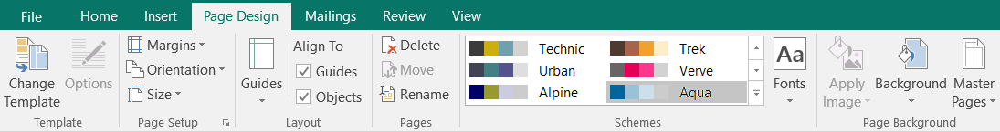 File Home Insert Page Design Mailings Review View
Change Template
Options
Template
Margins
Orientation
Size
Page Setup
Guides
Align To
Guides
Objects
Layout
Delete
Move
Rename
Pages
Technic Trek
Urban Verve
Alpine Aqua
Schemes
Aa
Fonts
Apply Image
Background
Master Pages
Page Background